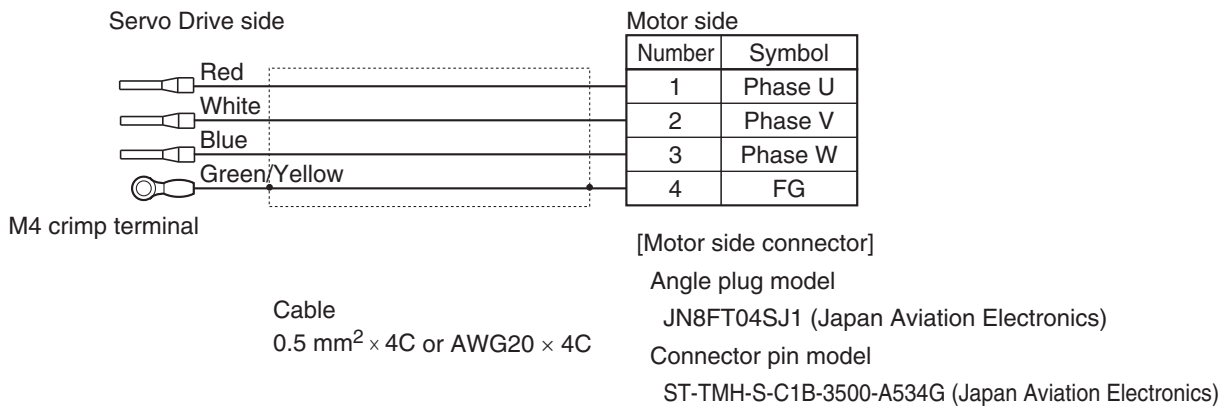 Servo Drive side
Motor side
Number Symbol
Red
1 Phase U
White
2 Phase V
Blue
3 Phase W
Green/Yellow
4 FG
M4 crimp terminal
[Motor side connector]
Angle plug model
JN8FT04SJ1 (Japan Aviation Electronics)
Cable
0.5 mm² × 4C or AWG20 × 4C
Connector pin model
ST-TMH-S-C1B-3500-A534G (Japan Aviation Electronics)